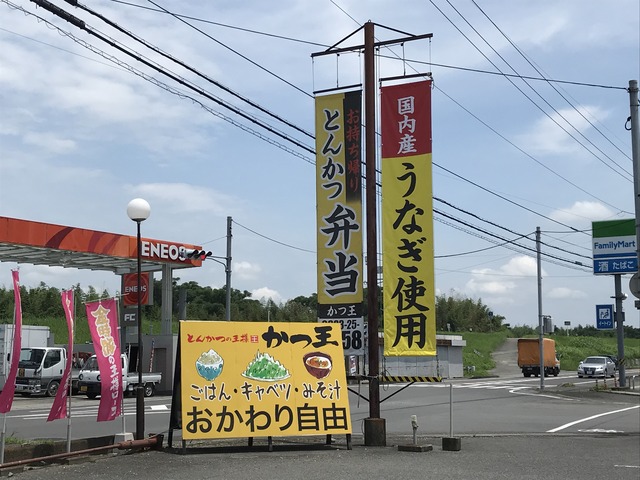 お持ち帰り
とんかつ弁当
かつ王
58
国内産
うなぎ使用
ENEOS
FC
FamilyMart
酒 たばこ
とんかつの王様 かつ王
ごはん・キャベツ・みそ汁
おかわり自由